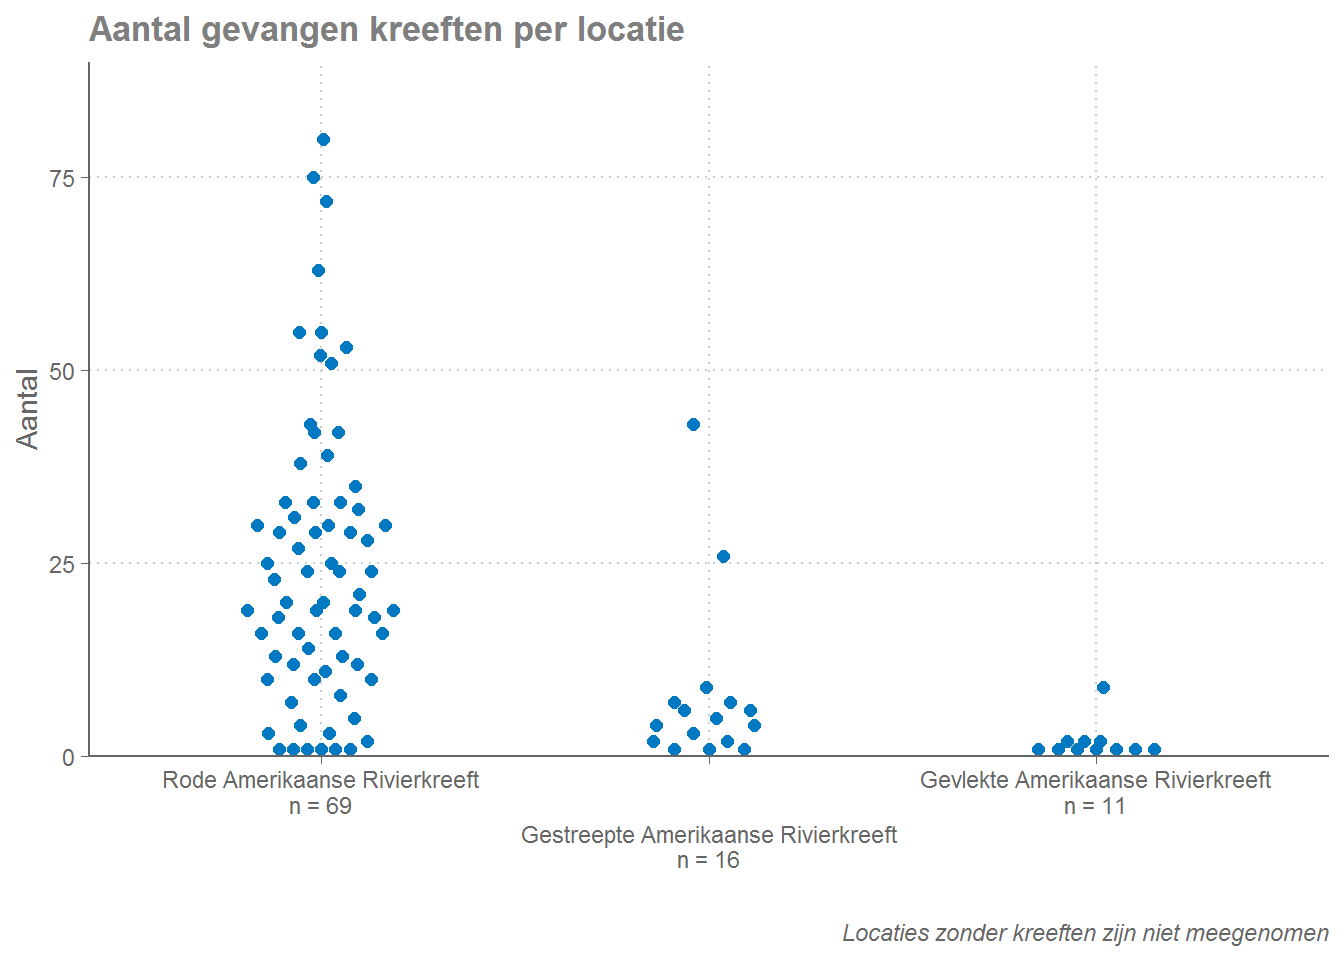 Aantal gevangen kreeften per locatie
Aantal
75
50
25
0
Rode Amerikaanse Rivierkreeft
n = 69
Gestreepte Amerikaanse Rivierkreeft
n = 16
Gevlekte Amerikaanse Rivierkreeft
n = 11
Locaties zonder kreeften zijn niet meegenomen